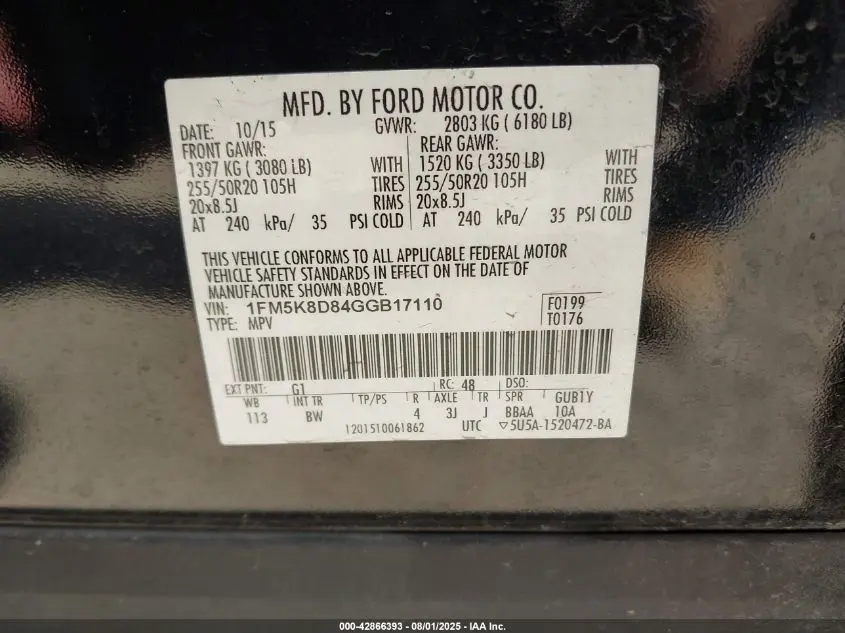 MFD. BY FORD MOTOR CO.
DATE: 10/15 GVWR: 2803 KG ( 6180 LB)
FRONT GAWR: REAR GAWR:
1397 KG ( 3080 LB) WITH 1520 KG ( 3350 LB) WITH
255/50R20 105H TIRES 255/50R20 105H TIRES
20x8.5J RIMS 20x8.5J RIMS
AT 240 kPa/ 35 PSI COLD AT 240 kPa/ 35 PSI COLD
THIS VEHICLE CONFORMS TO ALL APPLICABLE FEDERAL MOTOR
VEHICLE SAFETY STANDARDS IN EFFECT ON THE DATE OF
MANUFACTURE SHOWN ABOVE.
VIN: 1FM5K8D84GGB17110 F0199
TYPE: MPV T0176
EXT PNT: G1 RC: 48 DSO:
WB INT TR TP/PS R AXLE TR SPR GUB1Y
113 BW 4 3J J BBAA 10A
1201510061862 UTC ▽5U5A-1520472-BA
000-42866393 - 08/01/2025 - IAA Inc.